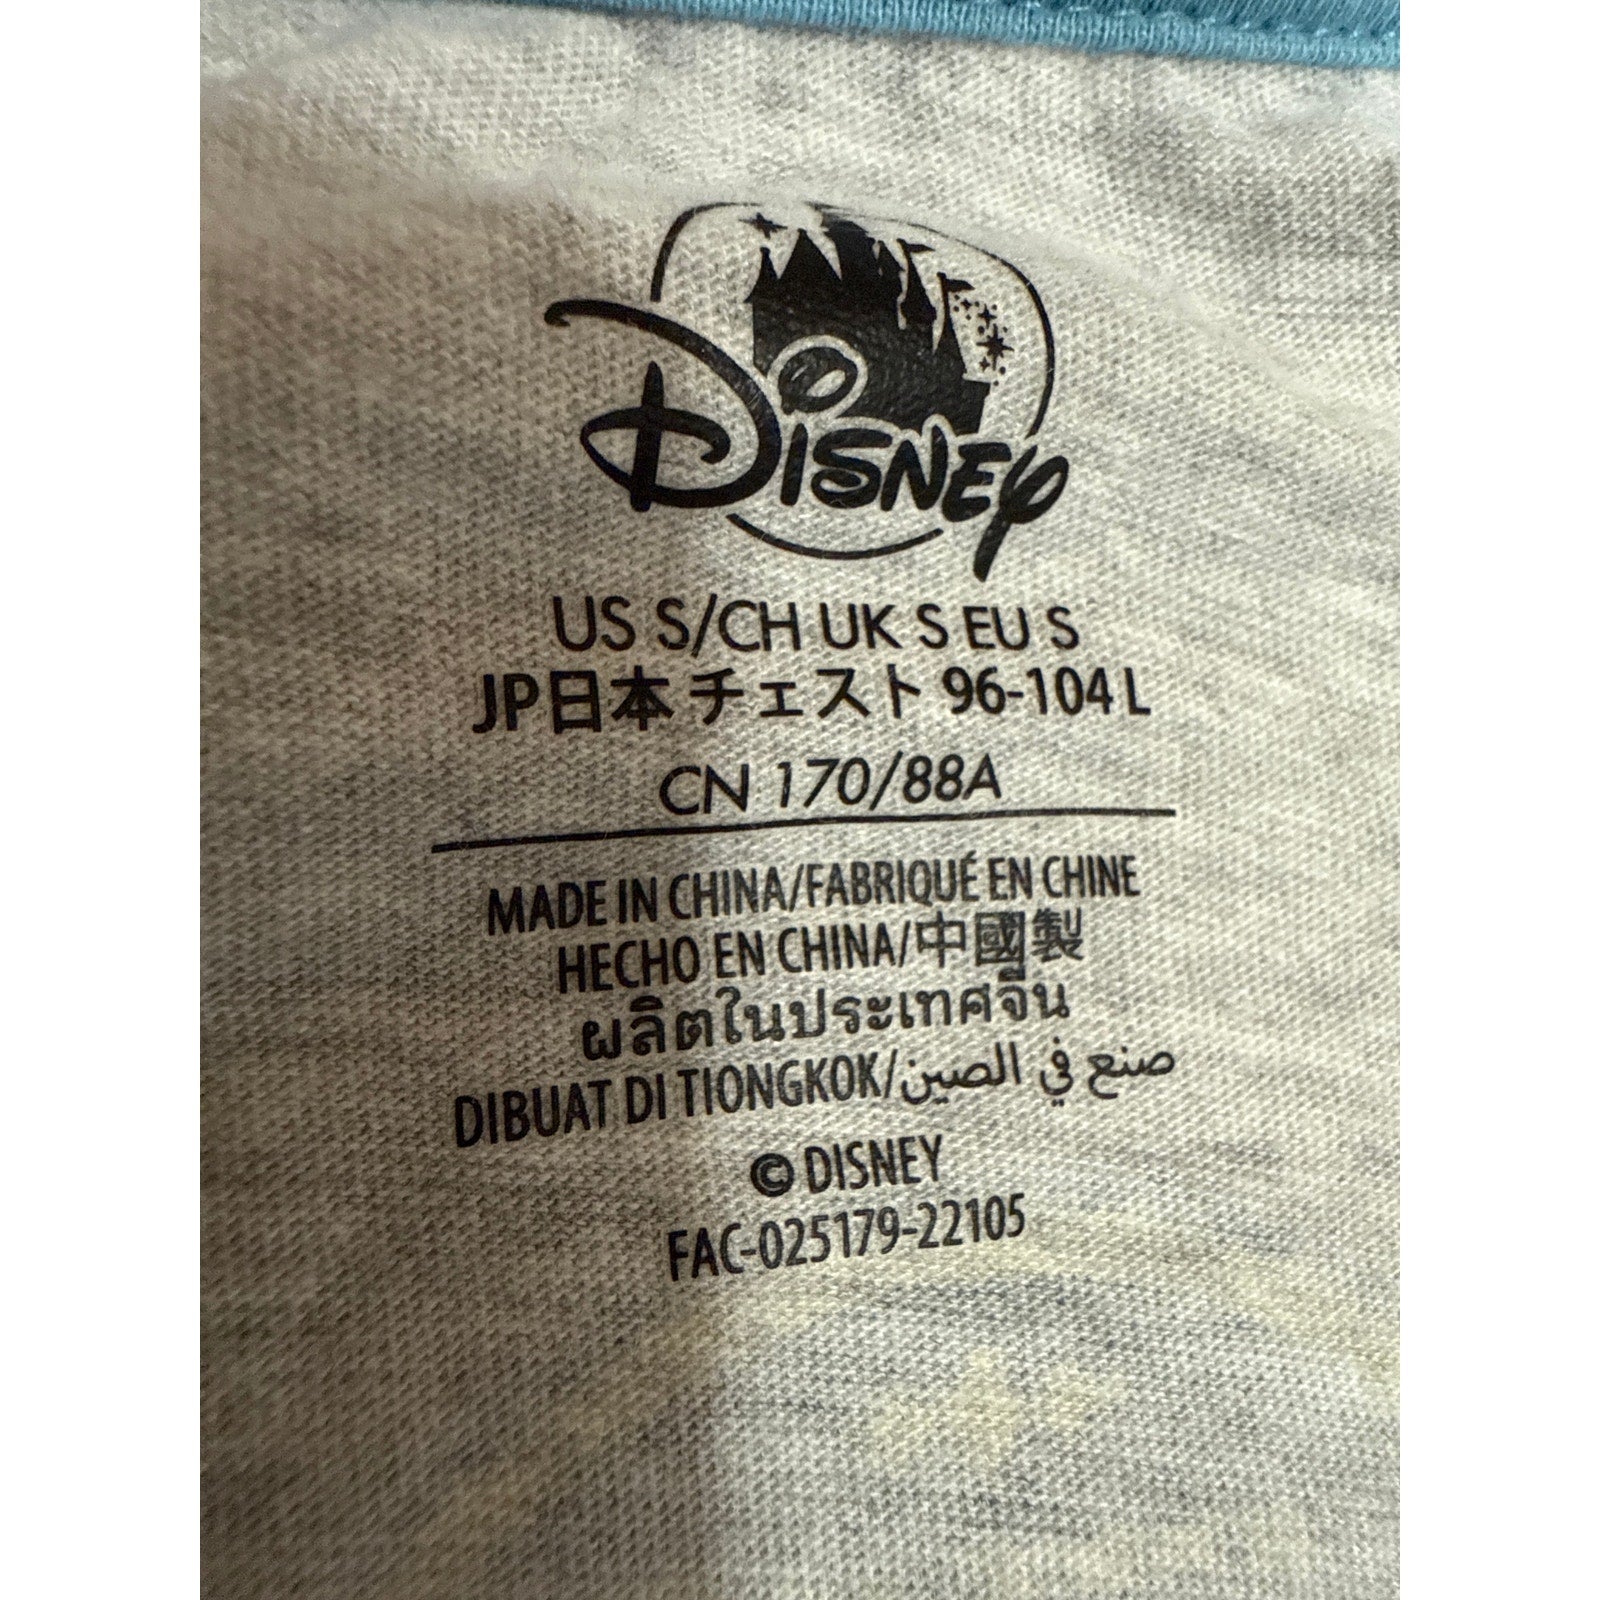 Disney
US S/CH UK S EU S
JP日本 チェスト 96-104 L
CN 170/88A
MADE IN CHINA/FABRIQUÉ EN CHINE
HECHO EN CHINA/中國製
ผลิตในประเทศจีน
DIBUAT DI TIONGKOK/صنع في الصين
© DISNEY
FAC-025179-22105